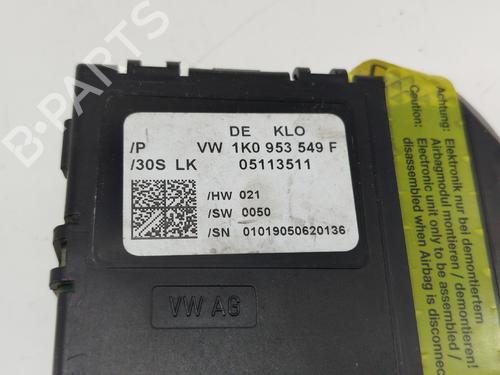 DE KLO
/P VW 1K0 953 549 F
/30S LK 05113511
/HW 021
/SW 0050
/SN 01019050620136
VW AG
Achtung:
Elektronik nur bei demontiertem
Airbagmodul montieren / demontieren!
Caution:
Electronic unit only to be assembled /
disassembled when Airbag is disconnec